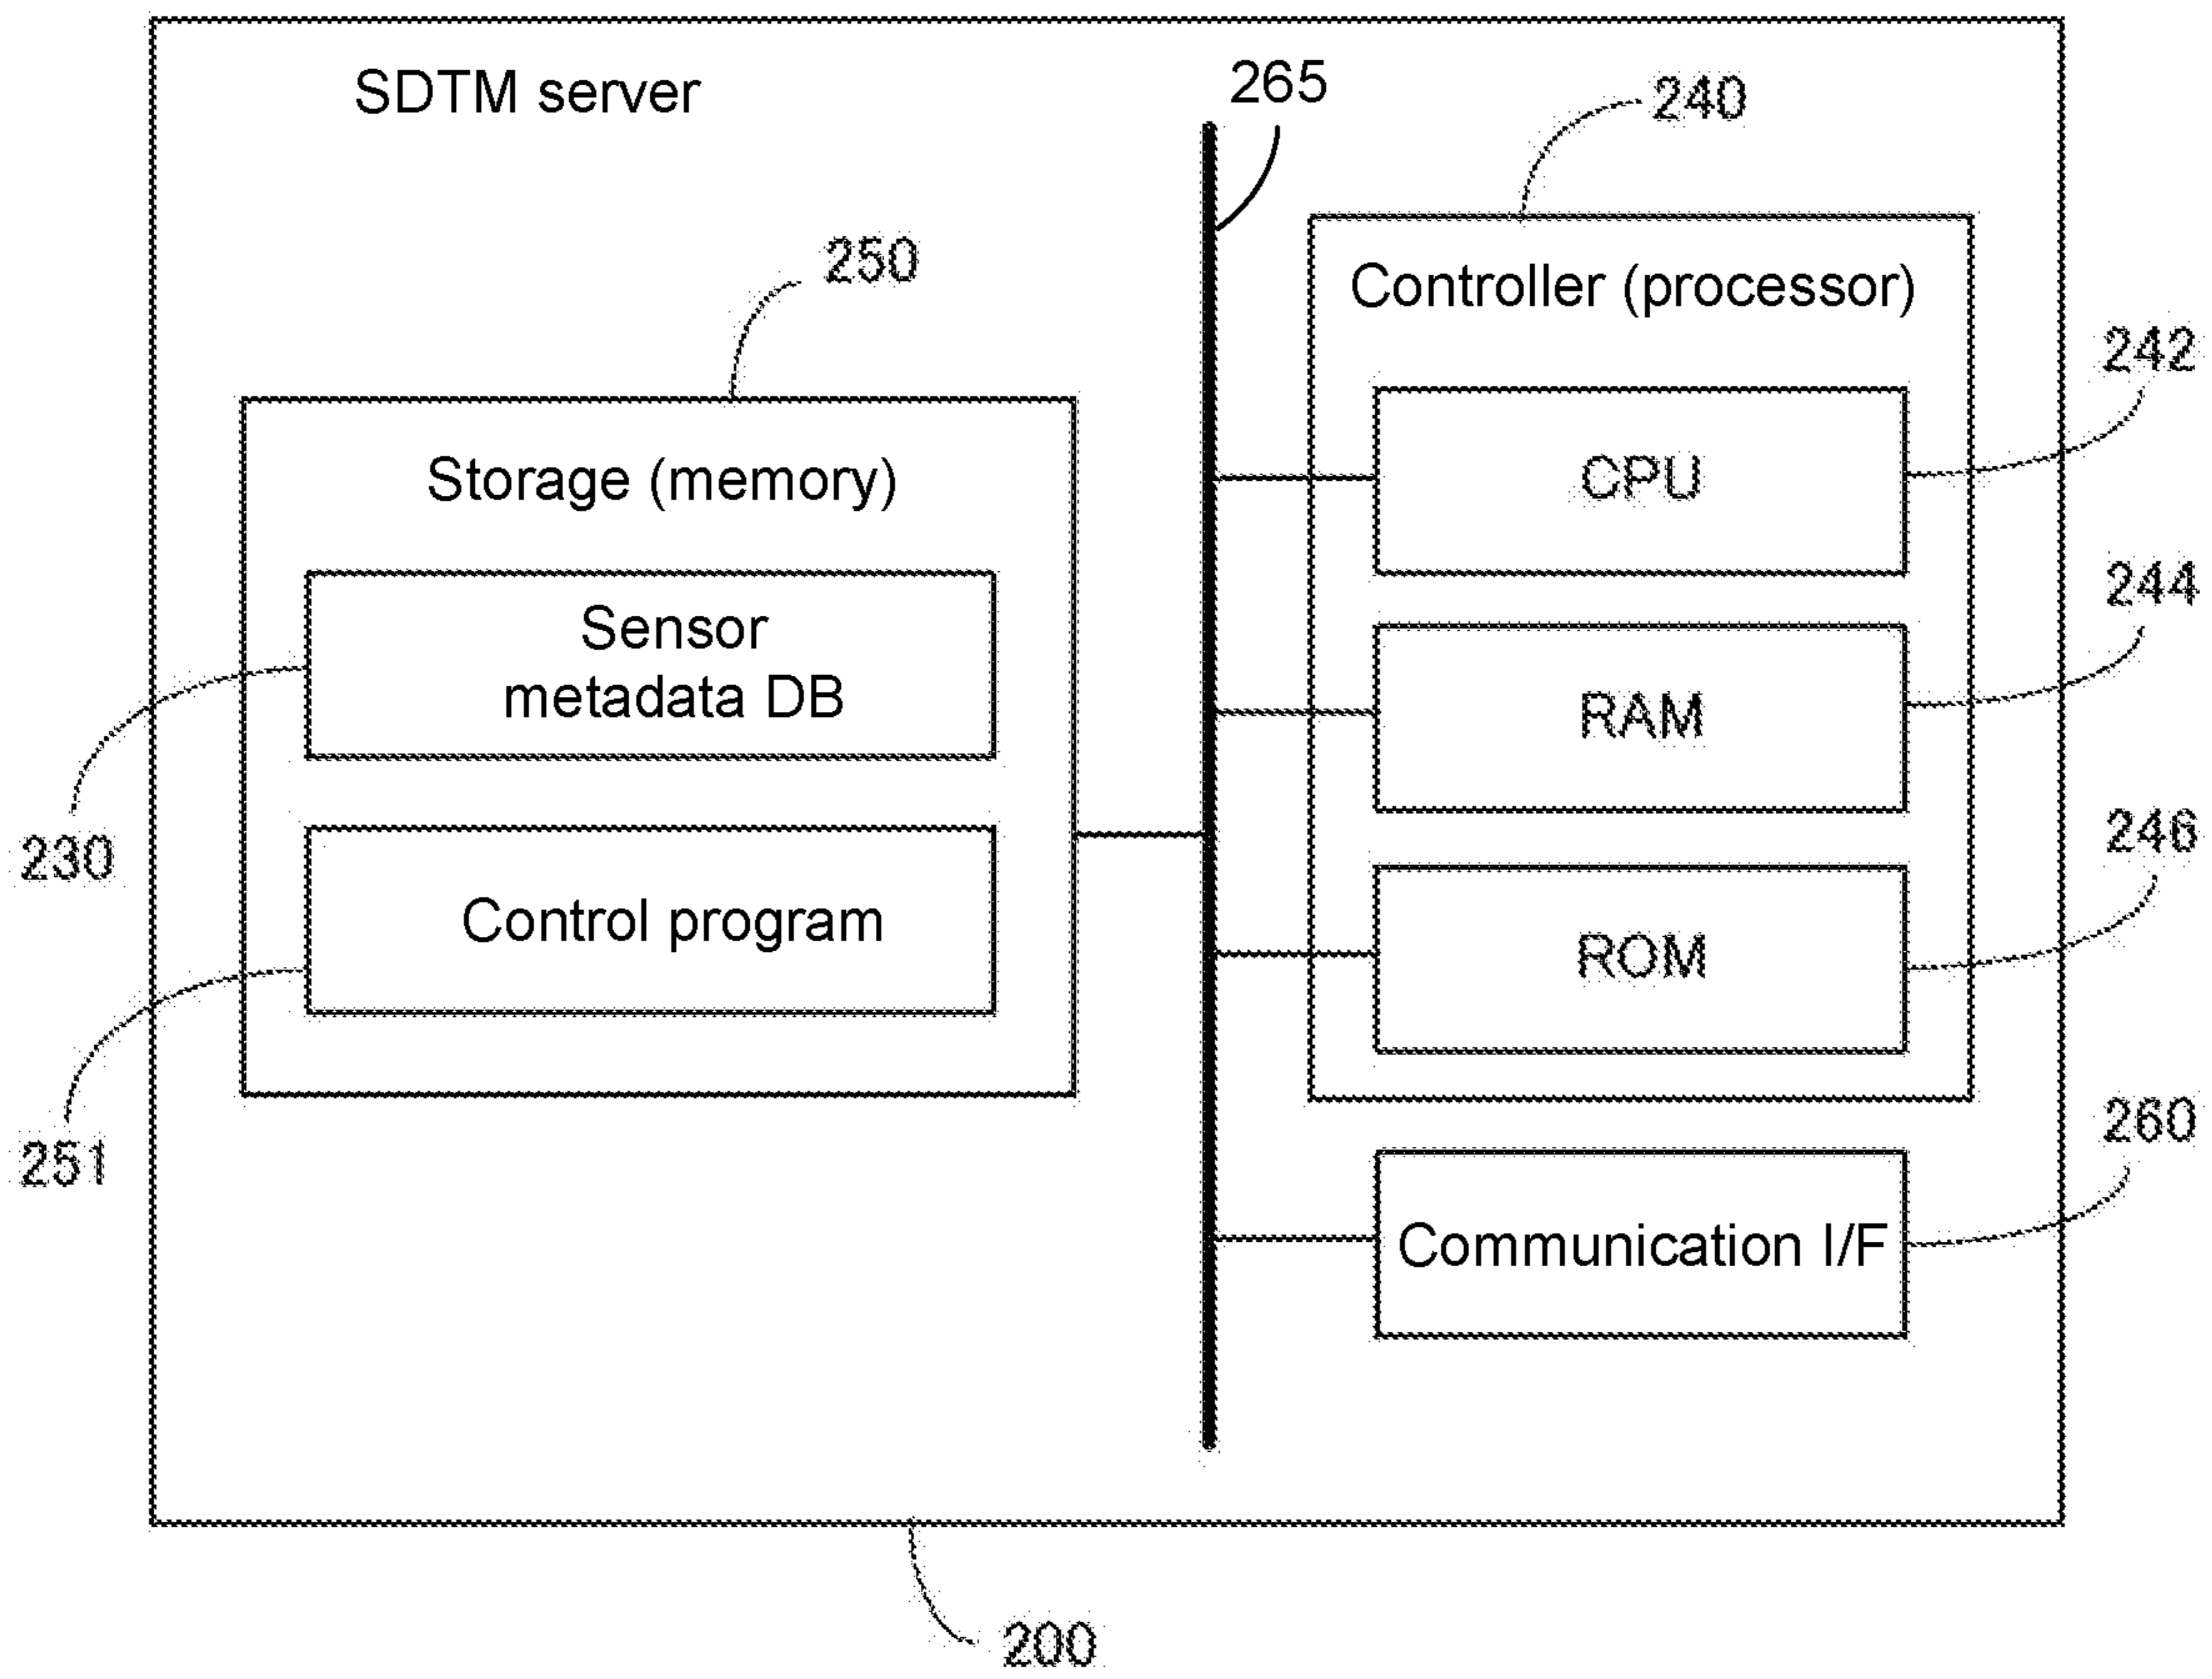 SDTM server
265
240
250
Controller (processor)
242
Storage (memory)
CPU
244
Sensor
metadata DB
RAM
230
246
Control program
ROM
251
260
Communication I/F
200